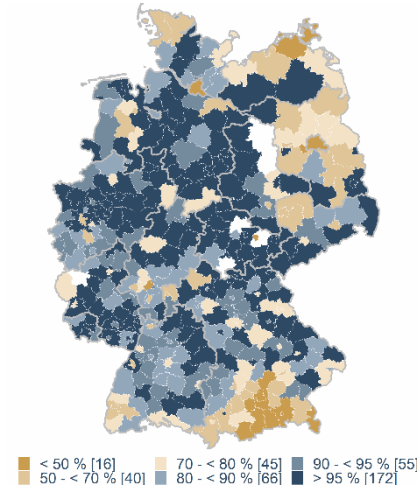 < 50 % [16] 70 - < 80 % [45] 90 - < 95 % [55]
50 - < 70 % [40] 80 - < 90 % [66] > 95 % [172]